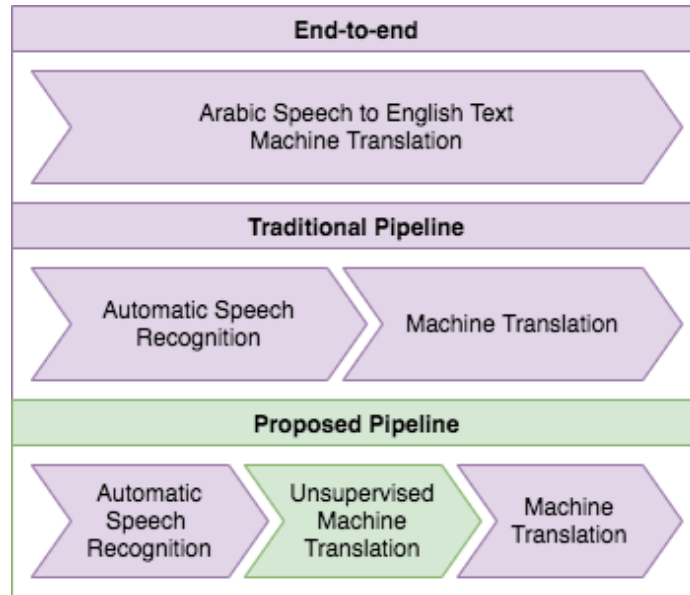 End-to-end
Arabic Speech to English Text
Machine Translation
Traditional Pipeline
Automatic Speech
Recognition
Machine Translation
Proposed Pipeline
Automatic
Speech
Recognition
Unsupervised
Machine
Translation
Machine
Translation